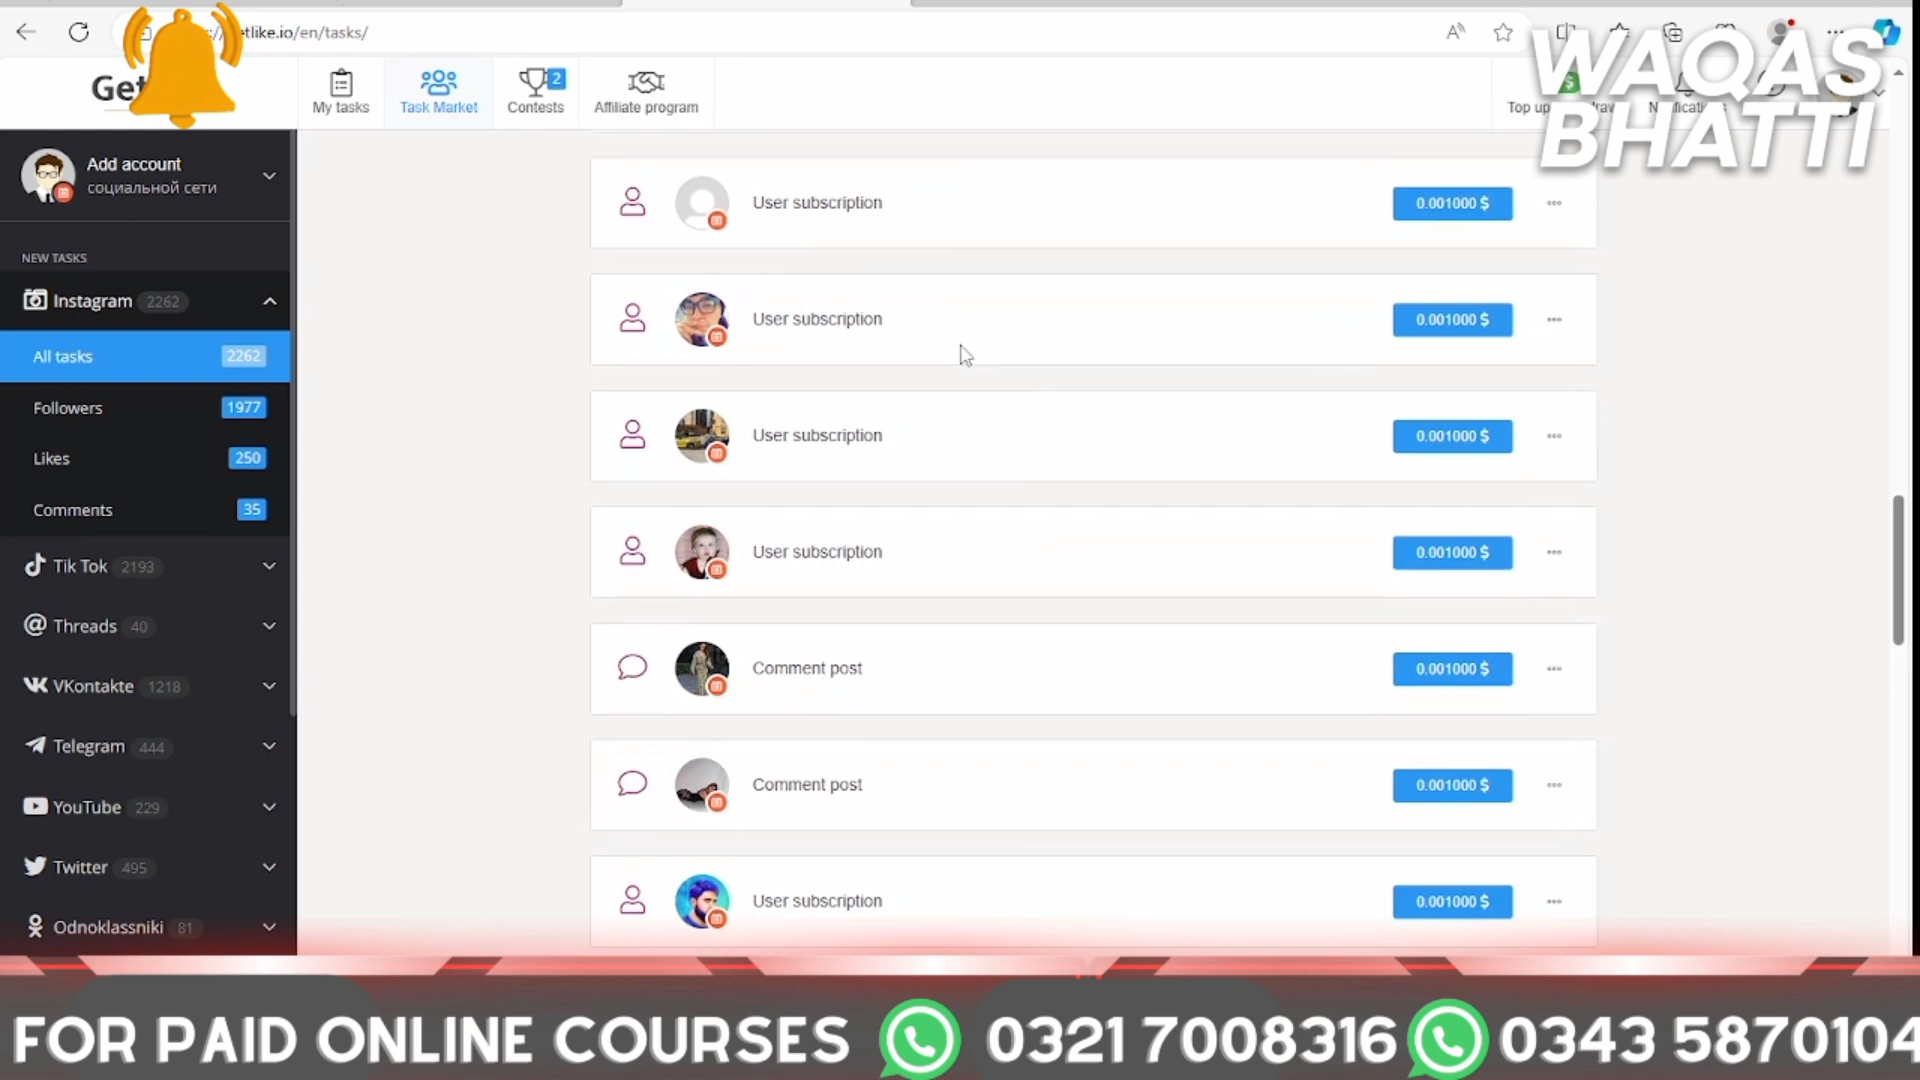 etlike.io/en/tasks/
WAQAS
BHATTI
Get
My tasks
Task Market
Contests
2
Affiliate program
Top up
Add account
социальной сети
NEW TASKS
Instagram 2262
All tasks 2262
Followers 1977
Likes 250
Comments 35
Tik Tok 2193
Threads 40
VKontakte 1218
Telegram 444
YouTube 229
Twitter 495
Odnoklassniki 81
User subscription 0.001000 $
User subscription 0.001000 $
User subscription 0.001000 $
User subscription 0.001000 $
Comment post 0.001000 $
Comment post 0.001000 $
User subscription 0.001000 $
FOR PAID ONLINE COURSES 0321 7008316 0343 5870104